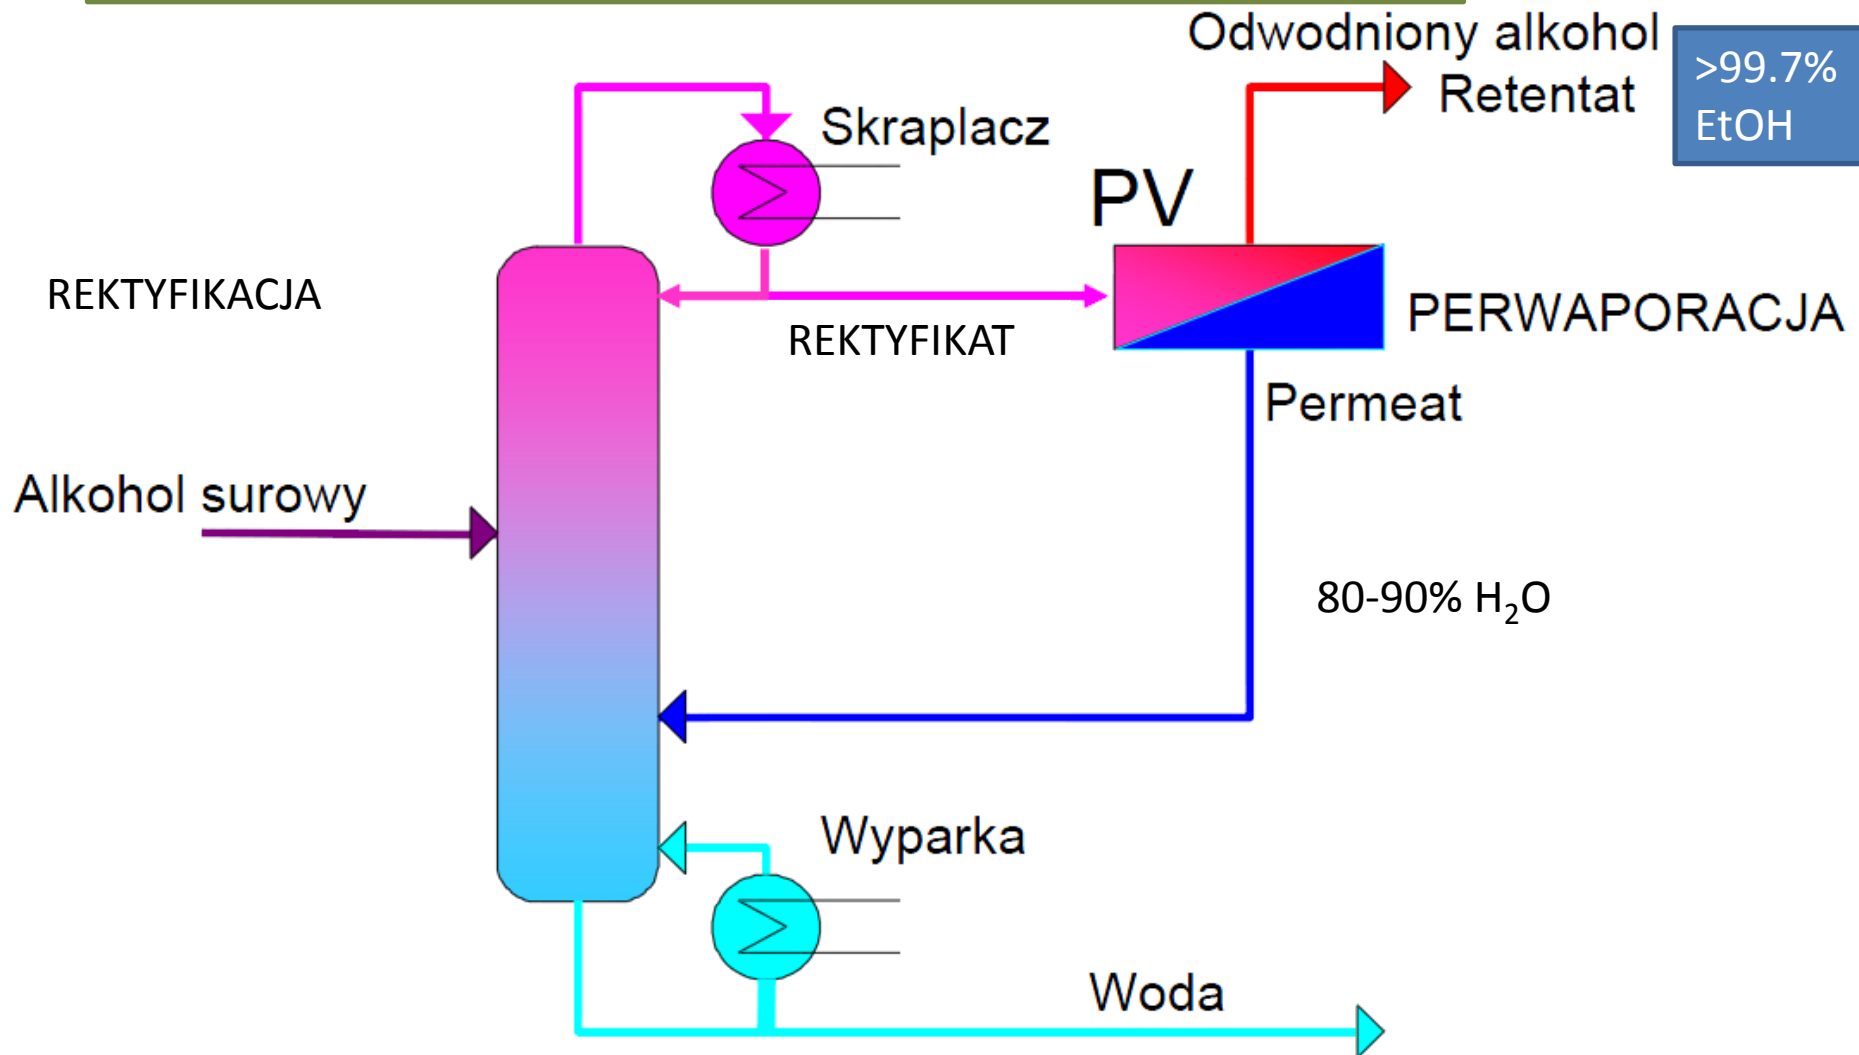 Odwodniony alkohol
Retentat
>99.7%
EtOH
Skraplacz
PV
REKTYFIKACJA
REKTYFIKAT
PERWAPORACJA
Permeat
Alkohol surowy
80-90% H₂O
Wyparka
Woda